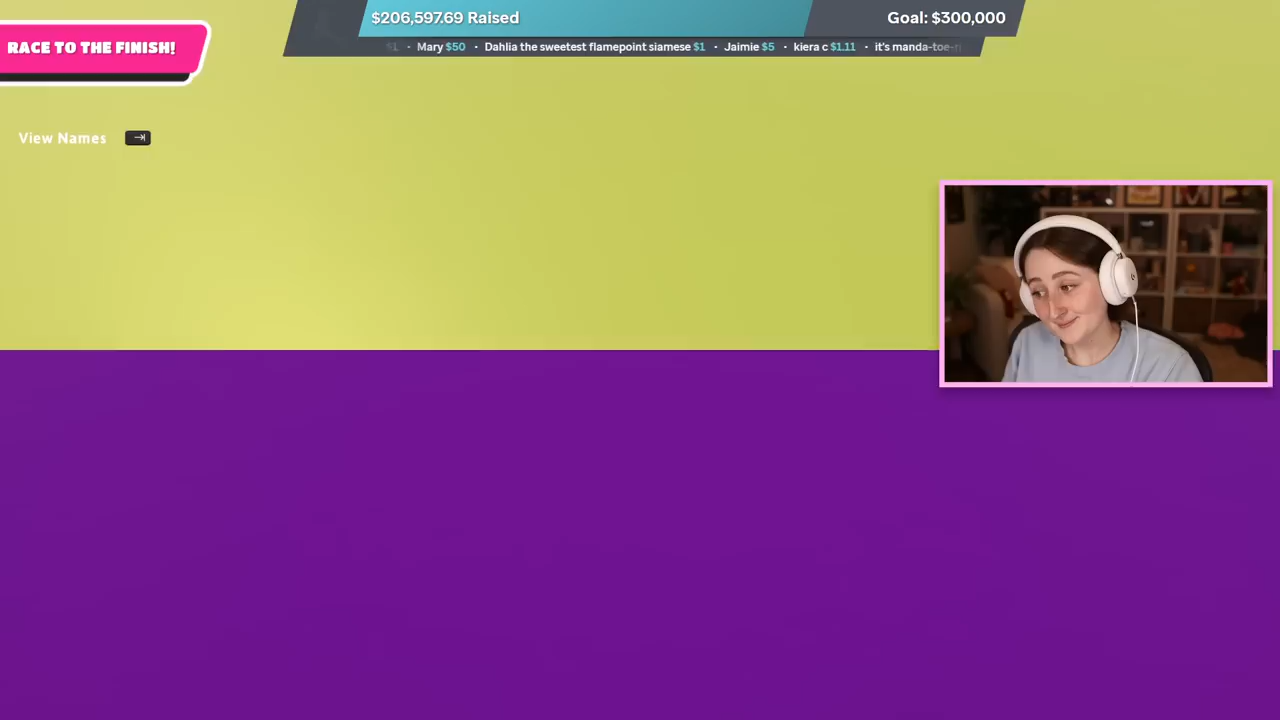 $206,597.69 Raised
Goal: $300,000
RACE TO THE FINISH!
$1 · Mary $50 · Dahlia the sweetest flamepoint siamese $1 · Jaimie $5 · kiera c $1.11 · it's manda-toe-
View Names